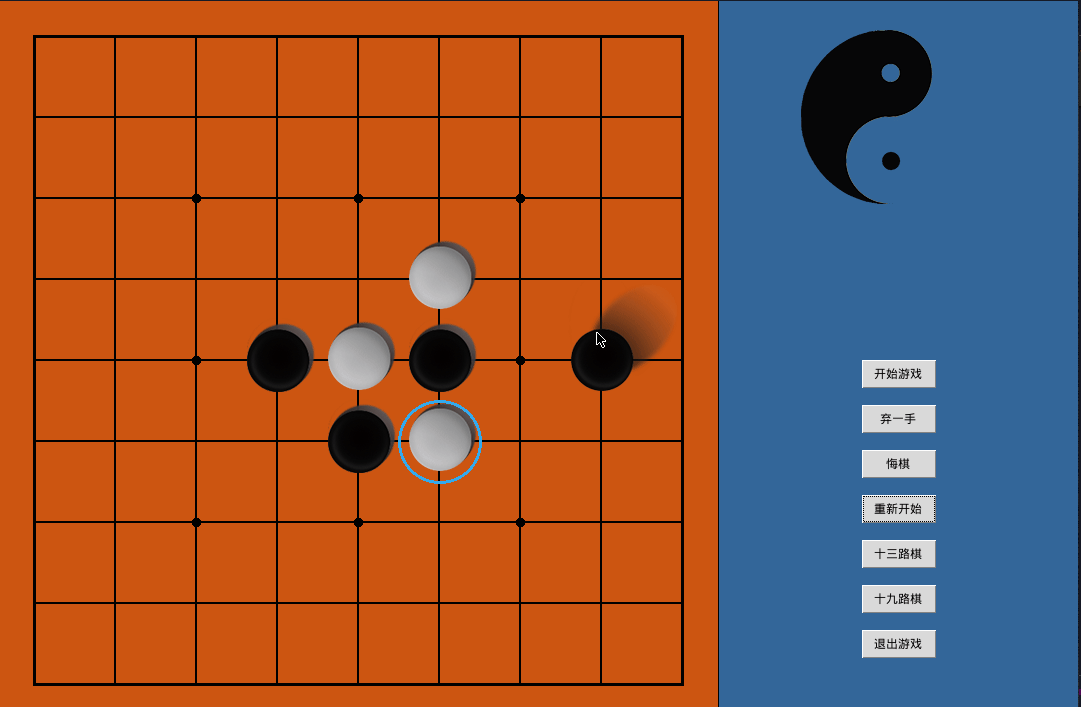 开始游戏
弃一手
悔棋
重新开始
十三路棋
十九路棋
退出游戏